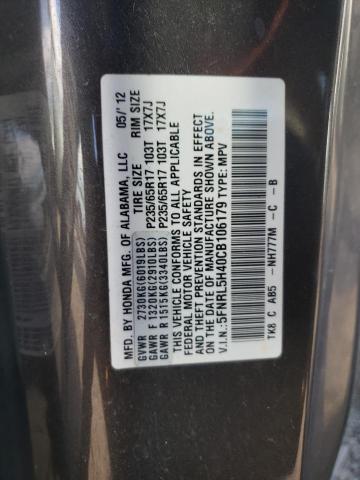 MFD. BY HONDA MFG. OF ALABAMA, LLC 05/'12
RIM SIZE
GVWR 2730KG(6019LBS)
GAWR F 1320KG(2910LBS) P235/65R17 103T 17X7J
GAWR R 1515KG(3340LBS) P235/65R17 103T 17X7J
THIS VEHICLE CONFORMS TO ALL APPLICABLE
FEDERAL MOTOR VEHICLE SAFETY
AND THEFT PREVENTION STANDARDS IN EFFECT
ON THE DATE OF MANUFACTURE SHOWN ABOVE.
V.I.N.:5FNRL5H40CB106179 TYPE: MPV
TK8 C AB5 -NH777M - C - B